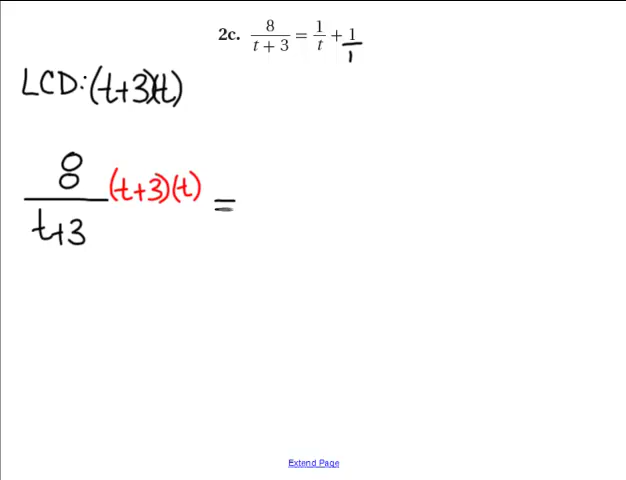 2c. 8/(t + 3) = 1/t + 1/1
LCD: (t+3)(t)
8/(t+3) (t+3)(t) =
Extend Page